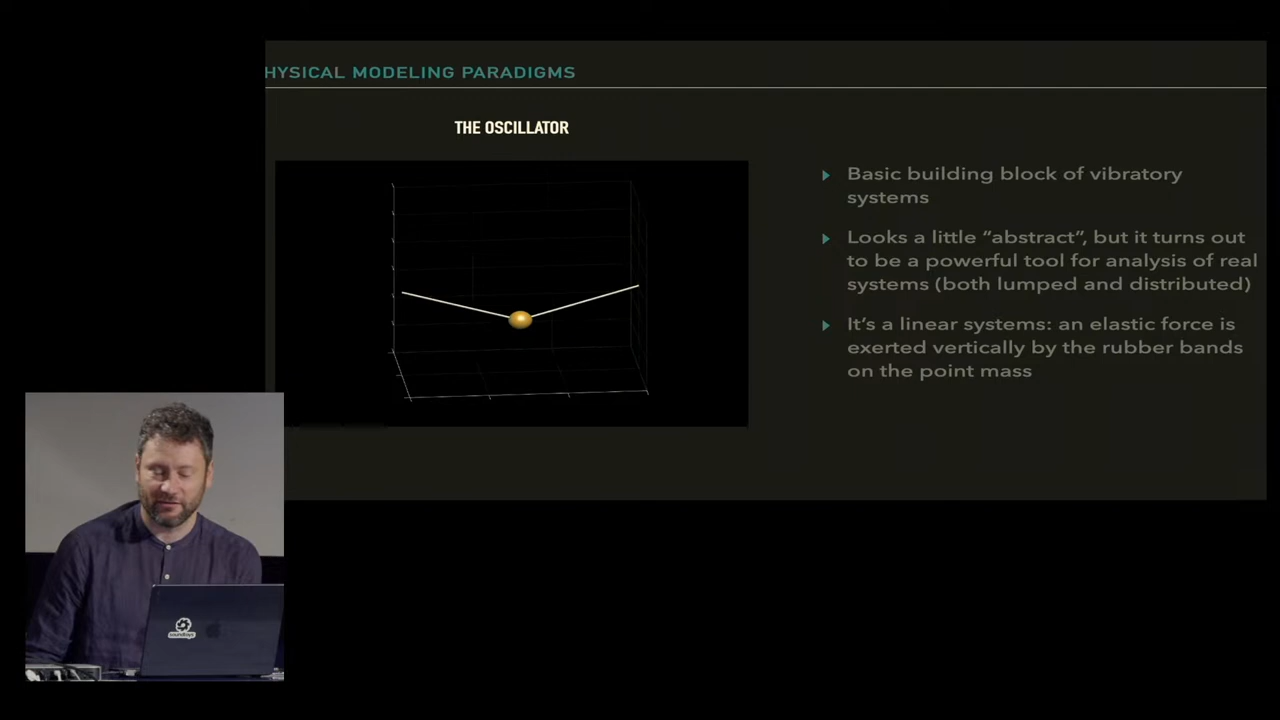 HYSICAL MODELING PARADIGMS
THE OSCILLATOR
Basic building block of vibratory
systems
Looks a little “abstract”, but it turns out
to be a powerful tool for analysis of real
systems (both lumped and distributed)
It’s a linear systems: an elastic force is
exerted vertically by the rubber bands
on the point mass